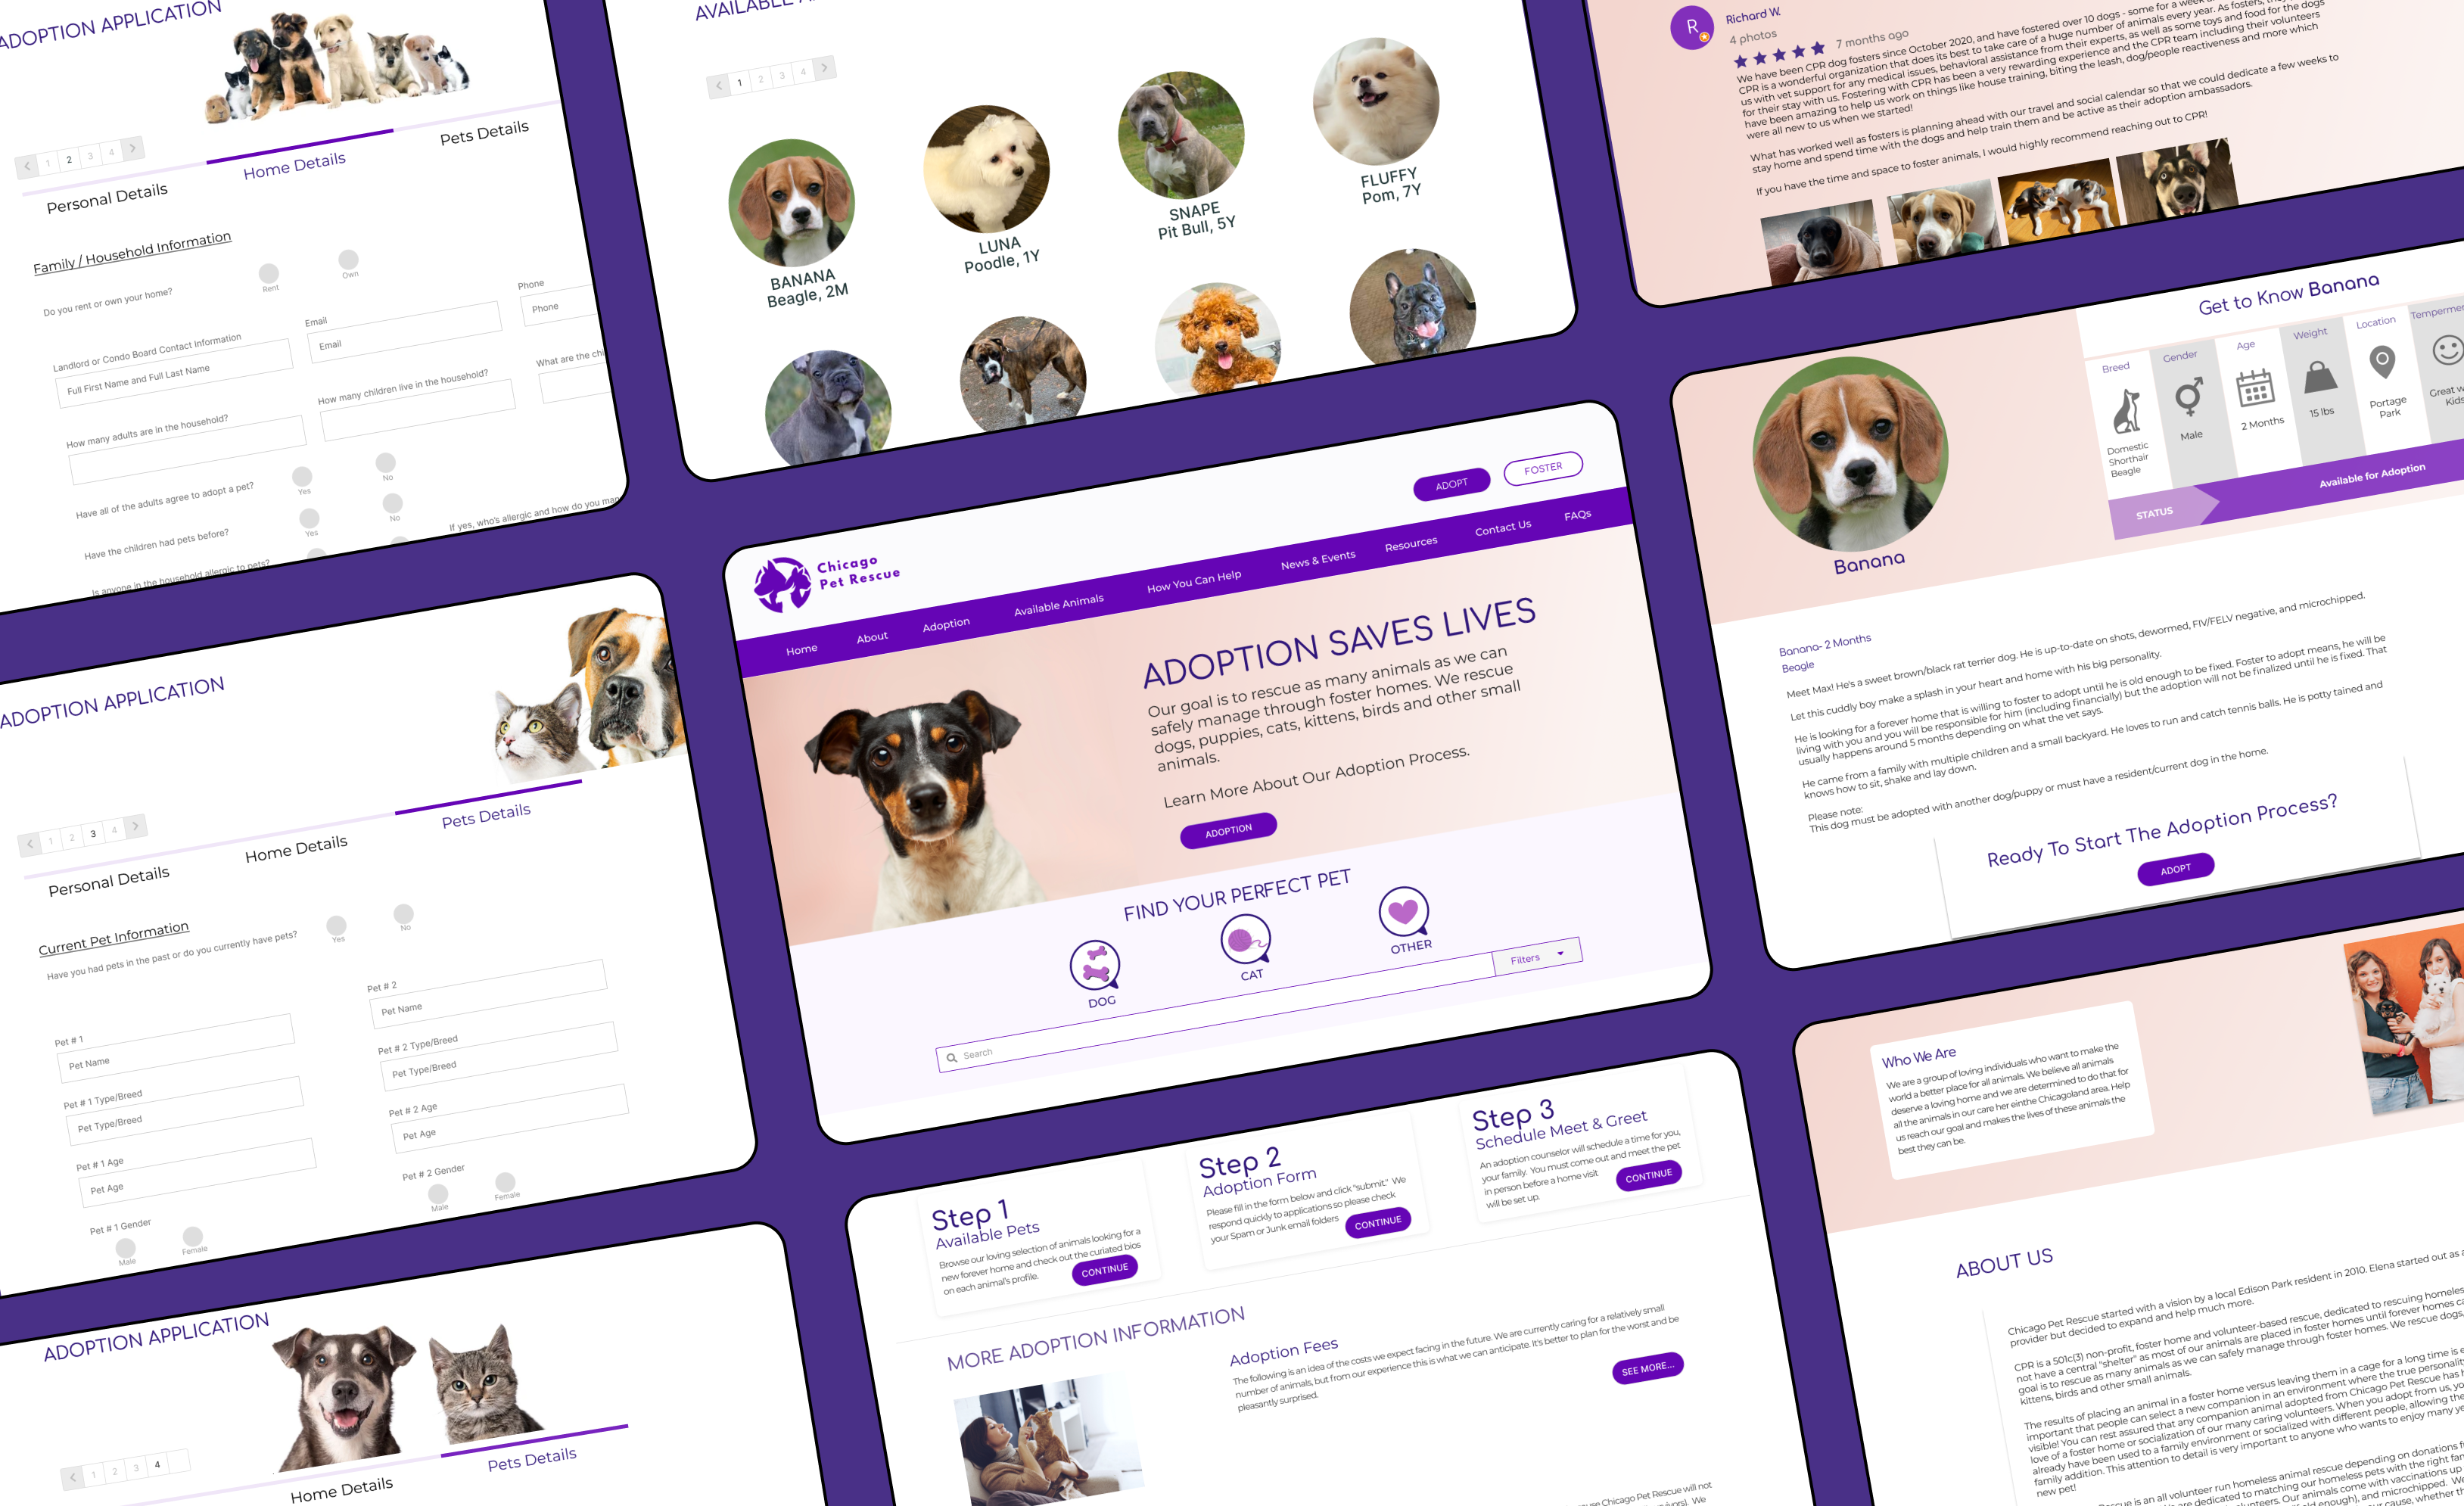 ADOPTION APPLICATION
1 2 3 4
Personal Details
Home Details
Pets Details
Family / Household Information
Do you rent or own your home?
Rent
Own
Landlord or Condo Board Contact Information
Full First Name and Full Last Name
Email
Email
Phone
Phone
How many adults are in the household?
How many children live in the household?
What are the chi
Have all of the adults agree to adopt a pet?
Yes
No
Have the children had pets before?
Yes
No
Is anyone in the household allergic to pets?
If yes, who's allergic and how do you man
AVAILABLE
1 2 3 4
BANANA
Beagle, 2M
LUNA
Poodle, 1Y
SNAPE
Pit Bull, 5Y
FLUFFY
Pom, 7Y
R
Richard W.
4 photos
7 months ago
We have been CPR dog fosters since October 2020, and have fostered over 10 dogs - some for a week
CPR is a wonderful organization that does its best to take care of a huge number of animals every year. As fosters,
us with vet support for any medical issues, behavioral assistance from their experts, as well as some toys and food for the dogs
for their stay with us. Fostering with CPR has been a very rewarding experience and the CPR team including their volunteers
have been amazing to help us work on things like house training, biting the leash, dog/people reactiveness and more which
were all new to us when we started!
What has worked well as fosters is planning ahead with our travel and social calendar so that we could dedicate a few weeks to
stay home and spend time with the dogs and help train them and be active as their adoption ambassadors.
If you have the time and space to foster animals, I would highly recommend reaching out to CPR!
ADOPTION APPLICATION
1 2 3 4
Personal Details
Home Details
Pets Details
Current Pet Information
Have you had pets in the past or do you currently have pets?
Yes
No
Pet # 1
Pet Name
Pet # 1 Type/Breed
Pet Type/Breed
Pet # 1 Age
Pet Age
Pet # 1 Gender
Male
Female
Pet # 2
Pet Name
Pet # 2 Type/Breed
Pet Type/Breed
Pet # 2 Age
Pet Age
Pet # 2 Gender
Male
Female
Chicago
Pet Rescue
ADOPT
FOSTER
Home
About
Adoption
Available Animals
How You Can Help
News & Events
Resources
Contact Us
FAQs
ADOPTION SAVES LIVES
Our goal is to rescue as many animals as we can
safely manage through foster homes. We rescue
dogs, puppies, cats, kittens, birds and other small
animals.
Learn More About Our Adoption Process.
ADOPTION
FIND YOUR PERFECT PET
DOG
CAT
OTHER
Search
Filters
Banana
Get to Know Banana
Breed
Domestic
Shorthair
Beagle
Gender
Male
Age
2 Months
Weight
15 lbs
Location
Portage
Park
Temperme
Great w
Kids
STATUS
Available for Adoption
Banana- 2 Months
Beagle
Meet Max! He's a sweet brown/black rat terrier dog. He is up-to-date on shots, dewormed, FIV/FELV negative, and microchipped.
Let this cuddly boy make a splash in your heart and home with his big personality.
He is looking for a forever home that is willing to foster to adopt until he is old enough to be fixed. Foster to adopt means, he will be
living with you and you will be responsible for him (including financially) but the adoption will not be finalized until he is fixed. That
usually happens around 5 months depending on what the vet says.
He came from a family with multiple children and a small backyard. He loves to run and catch tennis balls. He is potty tained and
knows how to sit, shake and lay down.
Please note:
This dog must be adopted with another dog/puppy or must have a resident/current dog in the home.
Ready To Start The Adoption Process?
ADOPT
ADOPTION APPLICATION
1 2 3 4
Home Details
Pets Details
Step 1
Available Pets
Browse our loving selection of animals looking for a
new forever home and check out the curiated bios
on each animal's profile.
CONTINUE
Step 2
Adoption Form
Please fill in the form below and click "submit." We
respond quickly to applications so please check
your Spam or Junk email folders
CONTINUE
Step 3
Schedule Meet & Greet
An adoption counselor will schedule a time for you,
your family. You must come out and meet the pet
in person before a home visit
will be set up.
CONTINUE
MORE ADOPTION INFORMATION
Adoption Fees
The following is an idea of the costs we expect facing in the future. We are currently caring for a relatively small
number of animals, but from our experience this is what we can anticipate. It's better to plan for the worst and be
pleasantly surprised.
SEE MORE...
use Chicago Pet Rescue will not
Who We Are
We are a group of loving individuals who want to make the
world a better place for all animals. We believe all animals
deserve a loving home and we are determined to do that for
all the animals in our care her einthe Chicagoland area. Help
us reach our goal and makes the lives of these animals the
best they can be.
ABOUT US
Chicago Pet Rescue started with a vision by a local Edison Park resident in 2010. Elena started out as a
provider but decided to expand and help much more.
CPR is a 501c(3) non-profit, foster home and volunteer-based rescue, dedicated to rescuing homeles
not have a central "shelter" as most of our animals are placed in foster homes until forever homes ca
goal is to rescue as many animals as we can safely manage through foster homes. We rescue dogs,
kittens, birds and other small animals.
The results of placing an animal in a foster home versus leaving them in a cage for a long time is e
important that people can select a new companion in an environment where the true personalit
visible! You can rest assured that any companion animal adopted from Chicago Pet Rescue has
love of a foster home or socialization of our many caring volunteers. When you adopt from us, yo
already have been used to a family environment or socialized with different people, allowing the
family addition. This attention to detail is very important to anyone who wants to enjoy many ye
new pet!
Rescue is an all volunteer run homeless animal rescue depending on donations f
are dedicated to matching our homeless pets with the right fam
volunteers. Our animals come with vaccinations up
old enough), and microchipped. We
our cause, whether